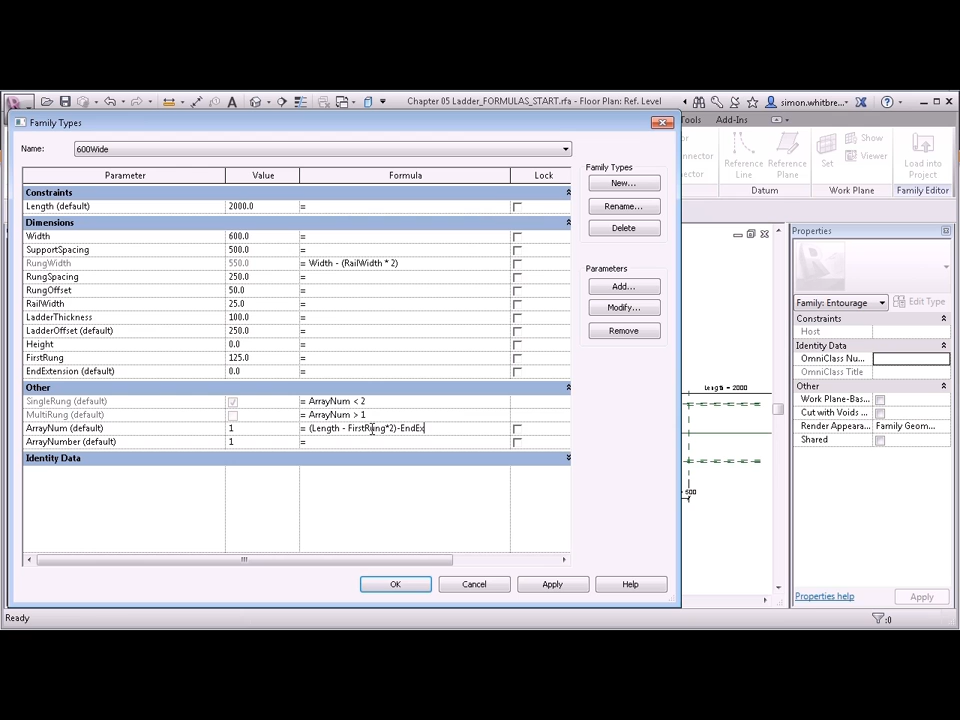 Chapter 05 Ladder_FORMULAS_START.rfa - Floor Plan: Ref. Level
simon.whitbre...
Family Types
Tools Add-Ins
Name: 600Wide
Show
Viewer
Reference Line
Reference Plane
Set
Load into Project
Datum Work Plane Family Editor
Parameter Value Formula Lock
Constraints
Length (default) 2000.0 =
Dimensions
Width 600.0 =
SupportSpacing 500.0 =
RungWidth 550.0 = Width - (RailWidth * 2)
RungSpacing 250.0 =
RungOffset 50.0 =
RailWidth 25.0 =
LadderThickness 100.0 =
LadderOffset (default) 250.0 =
Height 0.0 =
FirstRung 125.0 =
EndExtension (default) 0.0 =
Other
SingleRung (default) = ArrayNum < 2
MultiRung (default) = ArrayNum > 1
ArrayNum (default) 1 = (Length - FirstRung*2)-EndEx
ArrayNumber (default) 1 =
Identity Data
Family Types
New...
Rename...
Delete
Parameters
Add...
Modify...
Remove
OK Cancel Apply Help
Length = 2000
= 500
Properties
Family: Entourage Edit Type
Constraints
Host
Identity Data
OmniClass Nu...
OmniClass Title
Other
Work Plane-Bas...
Cut with Voids ...
Render Appeara... Family Geom...
Shared
Properties help Apply
Ready :0